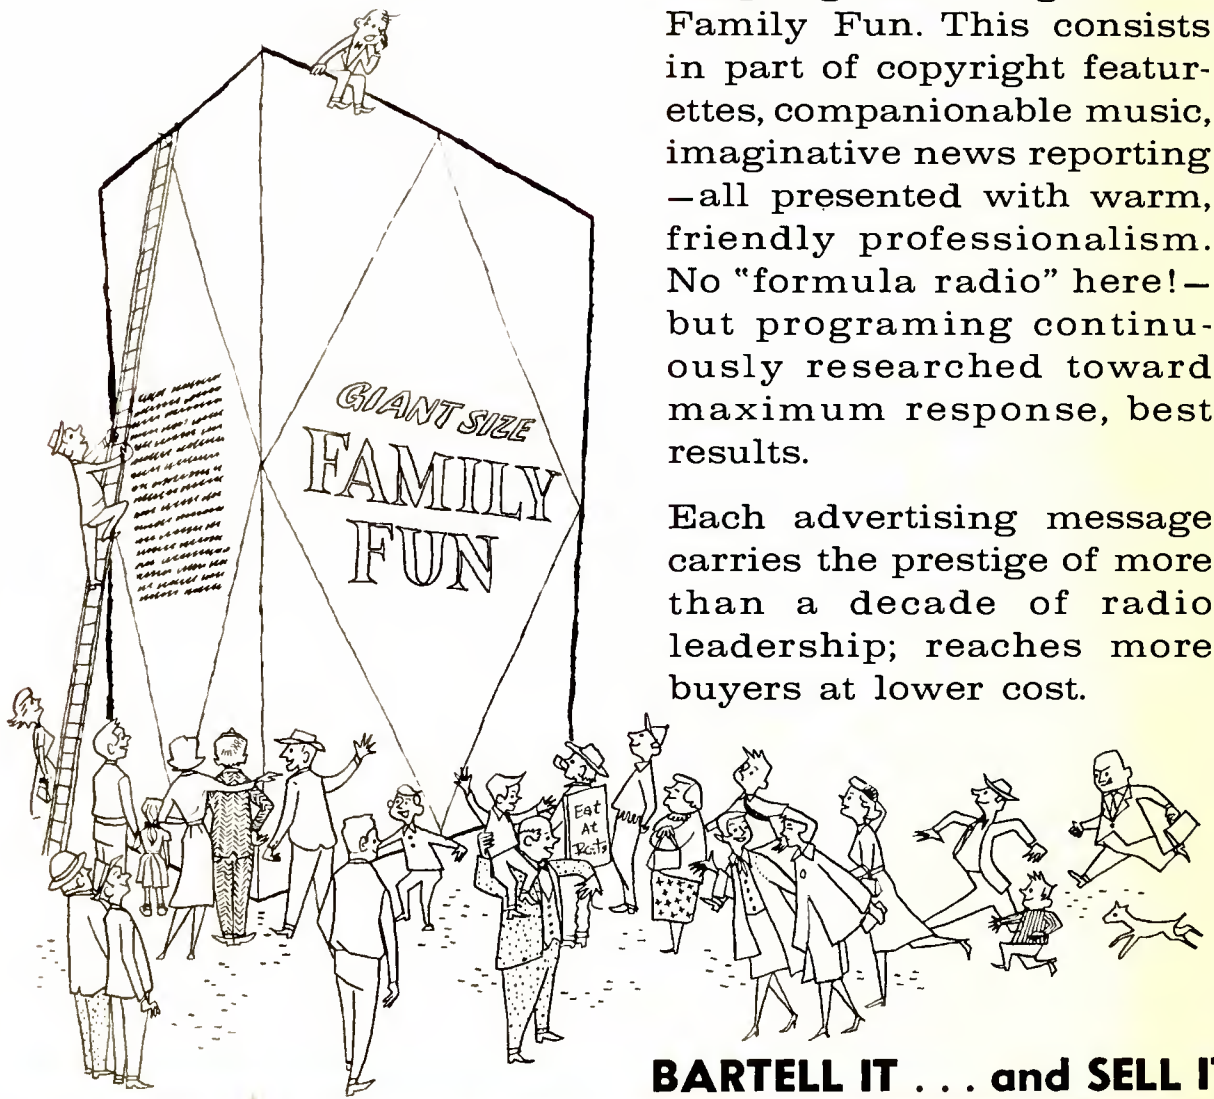 GIANT SIZE
FAMILY
FUN
Eat
At
Family Fun. This consists
in part of copyright featur-
ettes, companionable music,
imaginative news reporting
—all presented with warm,
friendly professionalism.
No "formula radio" here!—
but programing continu-
ously researched toward
maximum response, best
results.
Each advertising message
carries the prestige of more
than a decade of radio
leadership; reaches more
buyers at lower cost.
BARTELL IT . . . and SELL IT